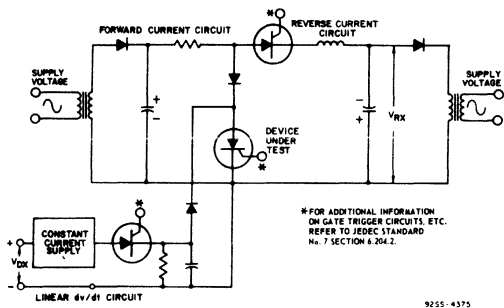 FORWARD CURRENT CIRCUIT
REVERSE CURRENT
CIRCUIT
*
SUPPLY
VOLTAGE
+
-
-
+
VRX
SUPPLY
VOLTAGE
DEVICE
UNDER
TEST
*
*
+
VDX
-
CONSTANT
CURRENT
SUPPLY
LINEAR dv/dt CIRCUIT
*FOR ADDITIONAL INFORMATION
ON GATE TRIGGER CIRCUITS, ETC.
REFER TO JEDEC STANDARD
No. 7 SECTION 6.204.2.
92SS-4375